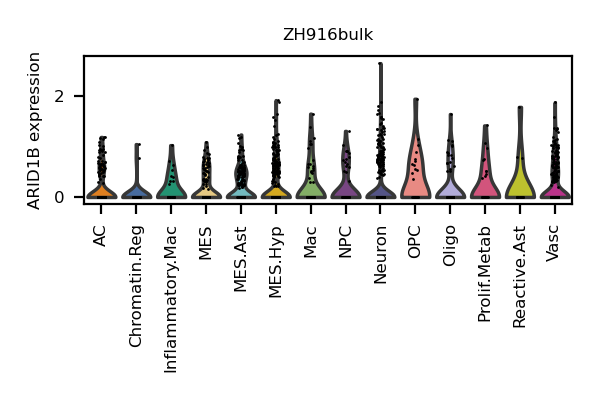 ZH916bulk
ARID1B expression
2
0
AC
Chromatin.Reg
Inflammatory.Mac
MES
MES.Ast
MES.Hyp
Mac
NPC
Neuron
OPC
Oligo
Prolif.Metab
Reactive.Ast
Vasc